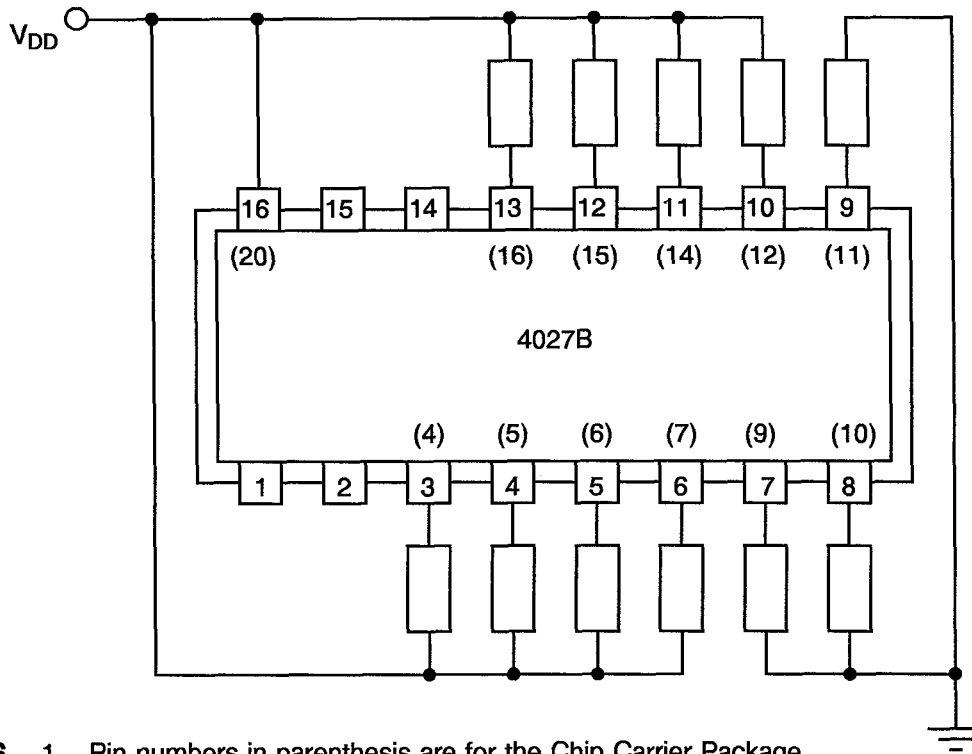 V_DD
16 15 14 13 12 11 10 9
(20) (16) (15) (14) (12) (11)
4027B
(4) (5) (6) (7) (9) (10)
1 2 3 4 5 6 7 8
1 Pin numbers in parenthesis are for the Chip Carrier Package